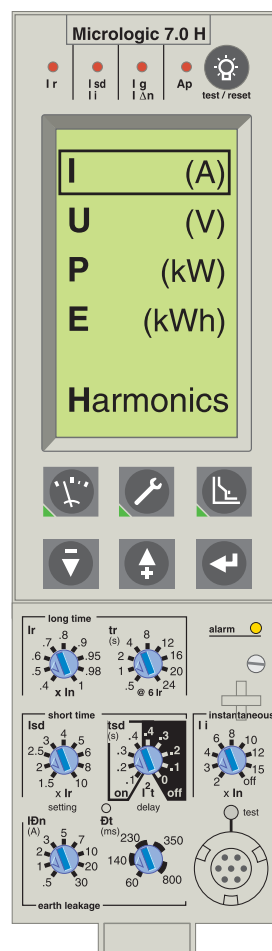 Micrologic 7.0 H
Ir
Isd
Ii
Ig
I Δn
Ap
test / reset
I (A)
U (V)
P (kW)
E (kWh)
Harmonics
long time
alarm
Ir
.4 .5 .6 .7 .8 .9 .95 .98 1
x In
tr
(s)
.5 1 2 4 8 12 16 20 24
@ 6 Ir
short time
instantaneous
Isd
1.5 2 2.5 3 4 5 6 8 10
x Ir
setting
tsd
(s)
.1 .2 .3 .4 .4 .3 .2 .1 0
on I²t off
delay
Ii
2 3 4 6 8 10 12 15 off
x In
test
IÐn
(A)
.5 1 2 3 5 7 10 20 30
Ðt
(ms)
60 140 230 350 800
earth leakage